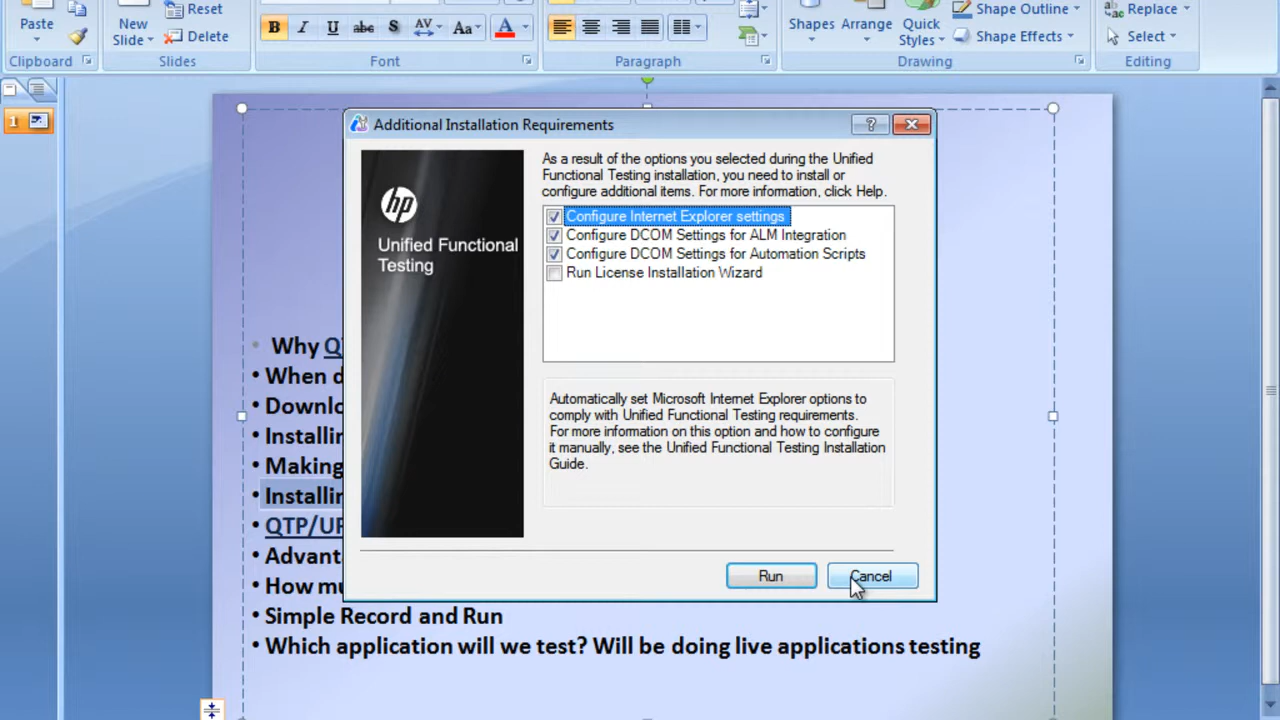 Paste
New
Slide
Reset
Delete
B I U abc S AV Aa A
Shapes
Arrange
Quick
Styles
Shape Outline
Shape Effects
Replace
Select
Clipboard
Slides
Font
Paragraph
Drawing
Editing
1
Additional Installation Requirements
?
hp
Unified Functional
Testing
As a result of the options you selected during the Unified
Functional Testing installation, you need to install or
configure additional items. For more information, click Help.
Configure Internet Explorer settings
Configure DCOM Settings for ALM Integration
Configure DCOM Settings for Automation Scripts
Run License Installation Wizard
Automatically set Microsoft Internet Explorer options to
comply with Unified Functional Testing requirements.
For more information on this option and how to configure
it manually, see the Unified Functional Testing Installation
Guide.
Run
Cancel
• Why
• When
•
•
• Making
•
• QTP/
•
• How
• Simple Record and Run
• Which application will we test? Will be doing live applications testing